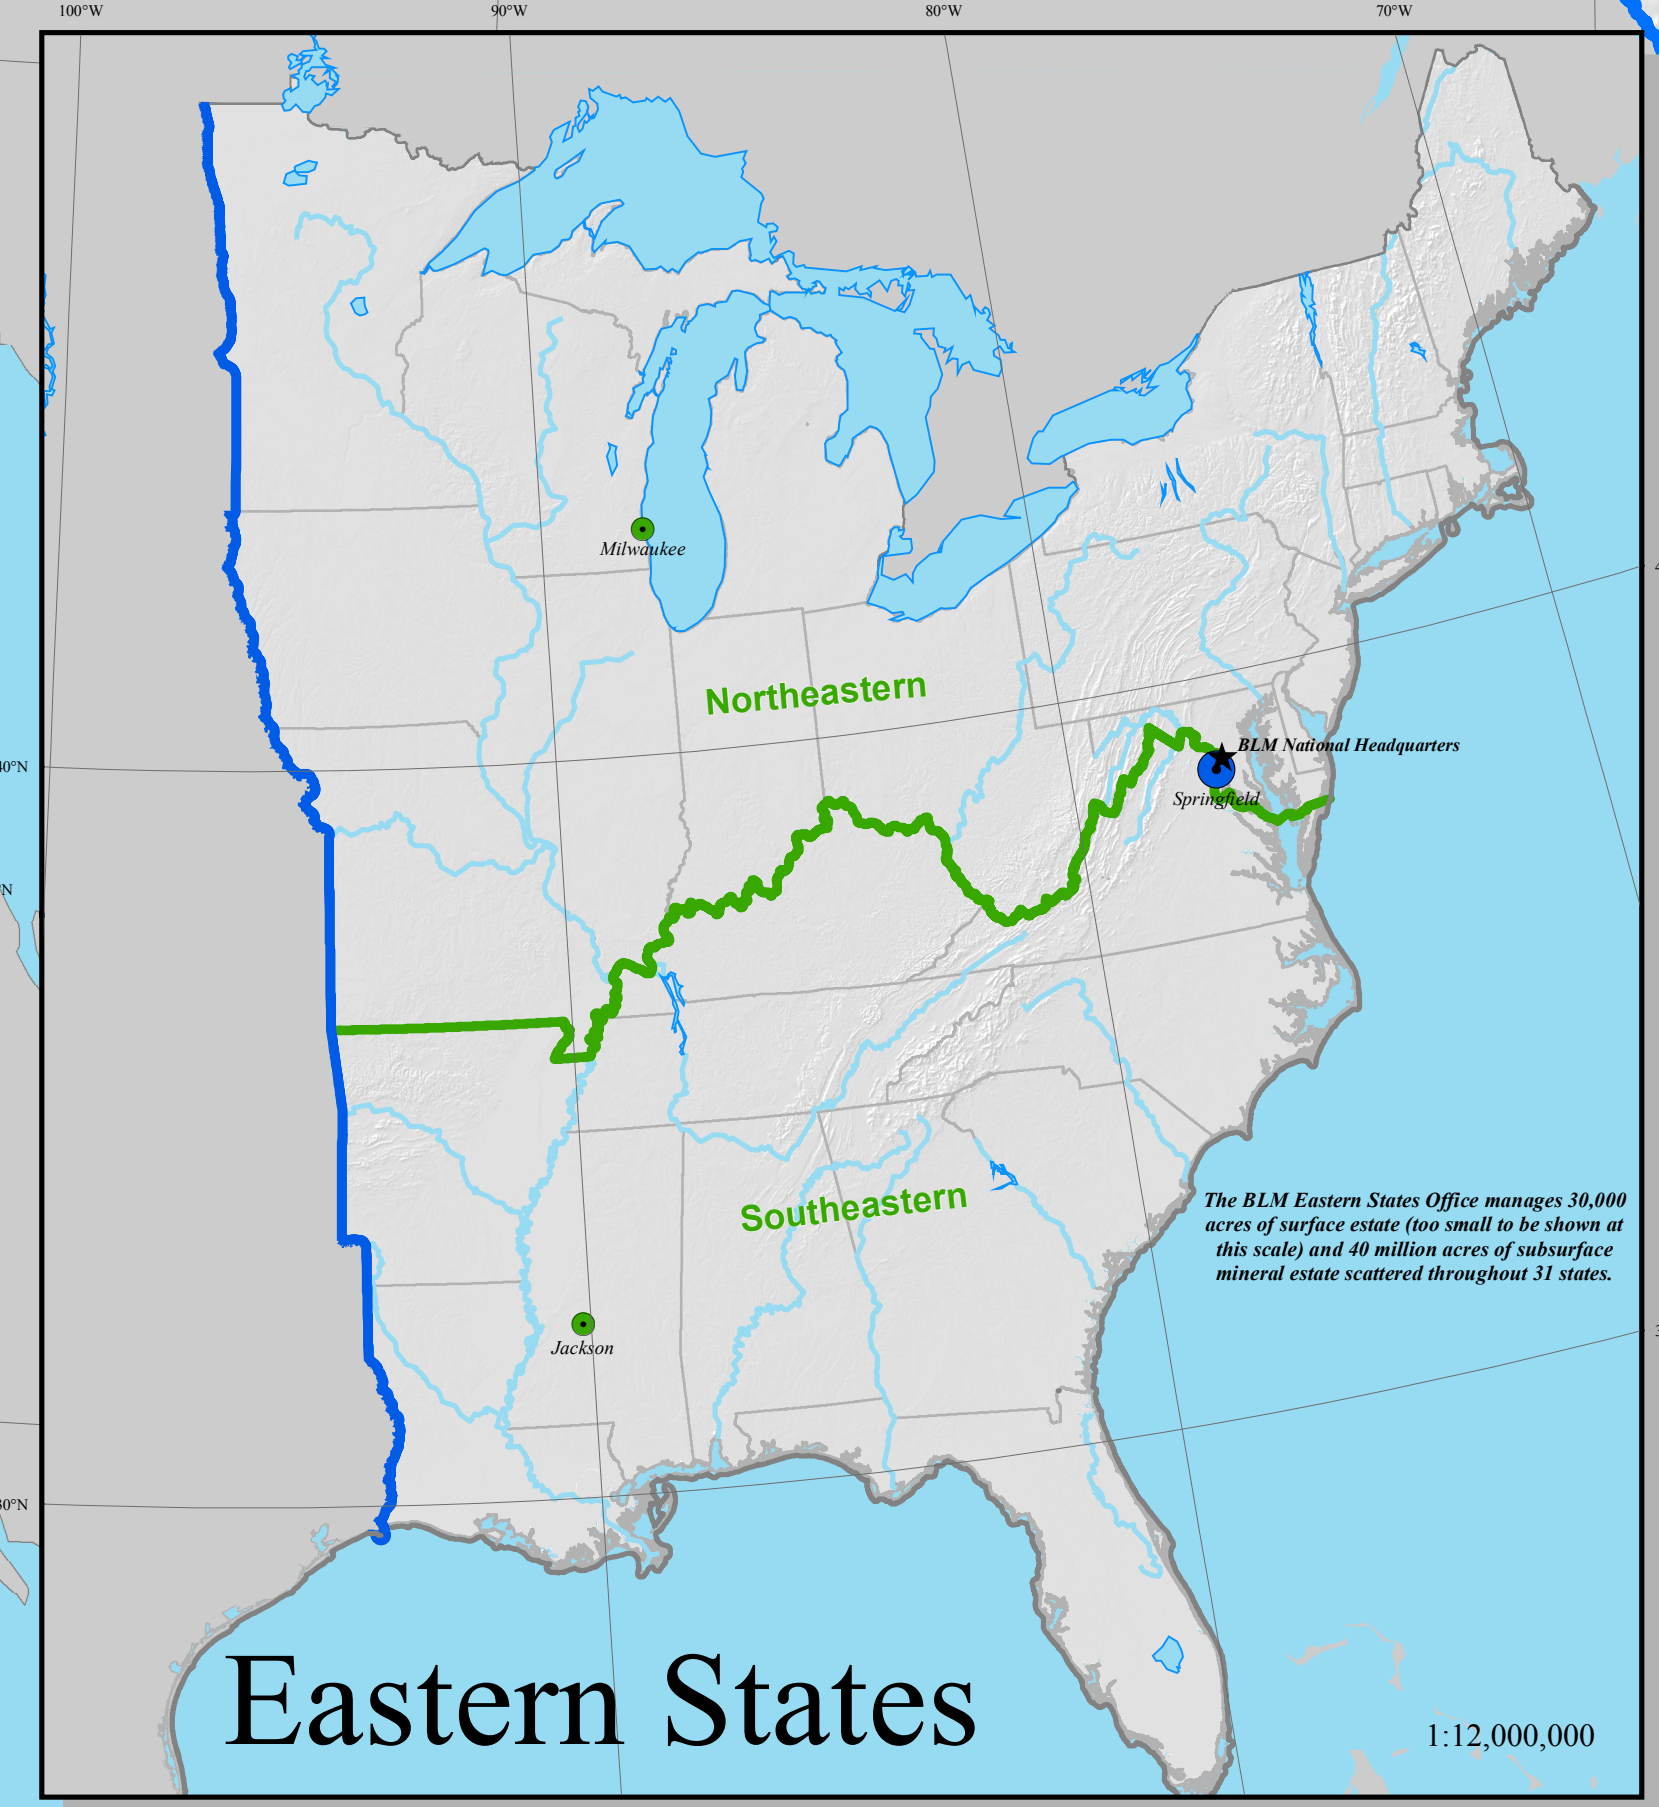 100°W
90°W
80°W
70°W
Milwaukee
Northeastern
BLM National Headquarters
Springfield
Southeastern
The BLM Eastern States Office manages 30,000
acres of surface estate (too small to be shown at
this scale) and 40 million acres of subsurface
mineral estate scattered throughout 31 states.
Jackson
Eastern States
1:12,000,000